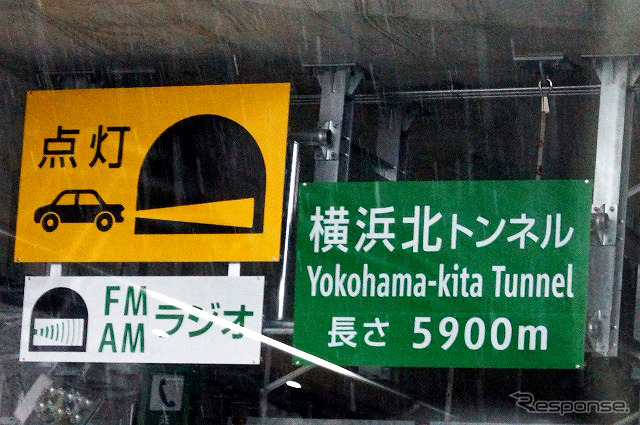 点灯
FM
AM
ラジオ
横浜北トンネル
Yokohama-kita Tunnel
長さ 5900m
Response.